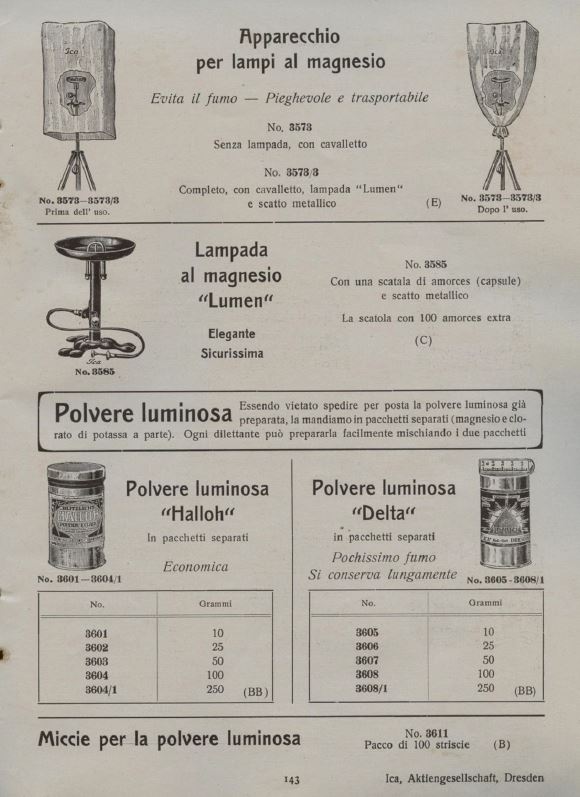 Apparecchio
per lampi al magnesio
Evita il fumo — Pieghevole e trasportabile
No. 3573
Senza lampada, con cavalletto
No. 3573/3
Completo, con cavalletto, lampada "Lumen"
e scatto metallico
(E)
Ica
No. 3573—3573/3
Prima dell' uso.
Ica
No. 3573—3573/3
Dopo l' uso.
Lampada
al magnesio
"Lumen"
Elegante
Sicurissima
Ica
No. 3585
No. 3585
Con una scatala di amorces (capsule)
e scatto metallico
La scatola con 100 amorces extra
(C)
Polvere luminosa Essendo vietato spedire per posta la polvere luminosa già
preparata, la mandiamo in pacchetti separati (magnesio e clo-
rato di potassa a parte). Ogni dilettante può prepararla facilmente mischiando i due pacchetti
HALLOH
No. 3601—3604/1
Polvere luminosa
"Halloh"
In pacchetti separati
Economica
No. Grammi
3601 10
3602 25
3603 50
3604 100
3604/1 250 (BB)
Polvere luminosa
"Delta"
in pacchetti separati
Pochissimo fumo
Si conserva lungamente
No. 3605-3608/1
No. Grammi
3605 10
3606 25
3607 50
3608 100
3608/1 250 (BB)
Miccie per la polvere luminosa
No. 3611
Pacco di 100 striscie (B)
143
Ica, Aktiengesellschaft, Dresden